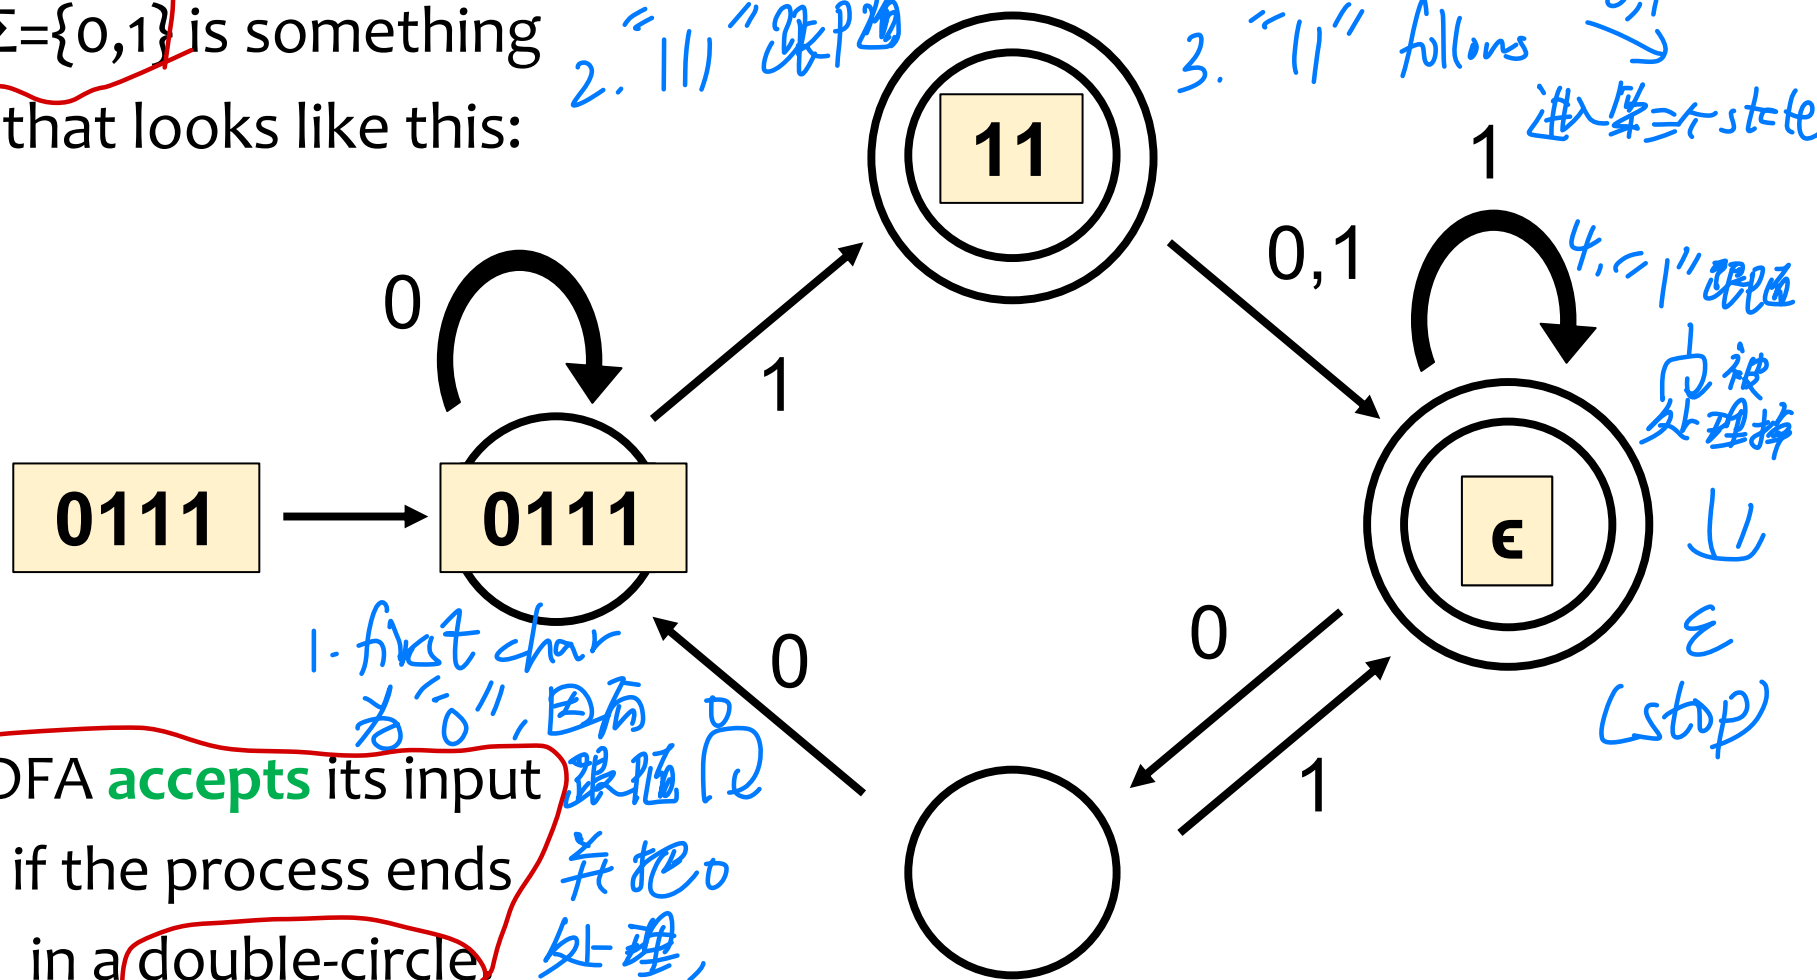 Σ={0,1} is something
that looks like this:
2. "111" 跟随
3. "11" follows
0,1
进入第三个state
11
1
0
0,1
4. "1"跟随
被
处理掉
1
0111
0111
ϵ
ε
(stop)
1. first char
为"0", 因有
0
跟随
0
1
DFA accepts its input
if the process ends
并把0
in a double-circle
处理,